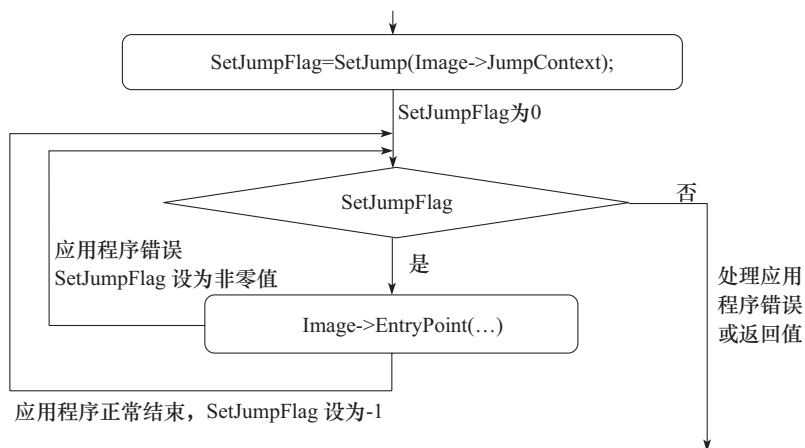 SetJumpFlag=SetJump(Image->JumpContext);
SetJumpFlag为0
SetJumpFlag
否
应用程序错误
SetJumpFlag 设为非零值
是
处理应用
程序错误
或返回值
Image->EntryPoint(…)
应用程序正常结束，SetJumpFlag 设为-1